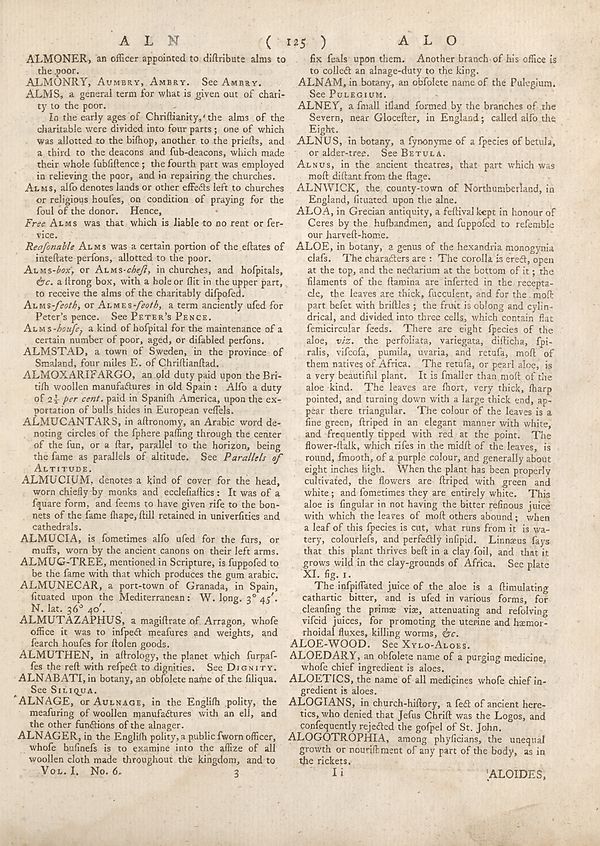 A L N ( 125 ) A L O
ALMONER, an officer appointed to diſtribute alms to
the poor.
ALMONRY, AUMBRY, AMBRY. See AMBRY.
ALMS, a general term for what is given out of chari-
ty to the poor.
In the early ages of Chriſtianity, the alms of the
charitable were divided into four parts; one of which
was allotted to the biſhop, another to the prieſts, and
a third to the deacons and ſub-deacons, which made
their whole ſubſiſtence; the fourth part was employed
in relieving the poor, and in repairing the churches.
ALMS, alſo denotes lands or other effects left to churches
or religious houſes, on condition of praying for the
ſoul of the donor. Hence,
Free ALMS was that which is liable to no rent or ſer-
vice.
Reaſonable ALMS was a certain portion of the eſtates of
inteſtate perſons, allotted to the poor.
ALMS-box, or ALMS-cheſt, in churches, and hoſpitals,
&c. a ſtrong box, with a hole or ſlit in the upper part,
to receive the alms of the charitably diſpoſed.
ALMS-feoth, or ALMES-feoth, a term anciently uſed for
Peter's pence. See PETER'S PENCE.
ALMS-houſe, a kind of hoſpital for the maintenance of a
certain number of poor, aged, or diſabled perſons.
ALMSTAD, a town of Sweden, in the province of
Smaland, four miles E. of Chriſtianſtad.
ALMOXARIFARGO, an old duty paid upon the Bri-
tiſh woollen manufactures in old Spain: Alſo a duty
of 2½ per cent. paid in Spaniſh America, upon the ex-
portation of bulls hides in European veſſels.
ALMUCANTARS, in aſtronomy, an Arabic word de-
noting circles of the ſphere paſſing through the center
of the ſun, or a ſtar, parallel to the horizon, being
the ſame as parallels of altitude. See Parallels of
ALTITUDE.
ALMUCIUM, denotes a kind of cover for the head,
worn chiefly by monks and eccleſiaſtics: It was of a
ſquare form, and ſeems to have given riſe to the bon-
nets of the ſame ſhape, ſtill retained in univerſities and
cathedrals.
ALMUCIA, is ſometimes alſo uſed for the furs, or
muffs, worn by the ancient canons on their left arms.
ALMUG-TREE, mentioned in Scripture, is ſuppoſed to
be the ſame with that which produces the gum arabic.
ALMUNECAR, a port-town of Granada, in Spain,
ſituated upon the Mediterranean: W. long. 3° 45′.
N. lat. 36° 40′.
ALMUTAZAPHUS, a magiſtrate of Arragon, whoſe
office it was to inſpect meaſures and weights, and
ſearch houſes for ſtolen goods.
ALMUTHEN, in aſtrology, the planet which ſurpaſ-
ſes the reſt with reſpect to dignities. See DIGNITY.
ALNABATI, in botany, an obſolete name of the ſiliqua.
See SILIQUA.
ALNAGE, or AULNAGE, in the Engliſh polity, the
meaſuring of woollen manufactures with an ell, and
the other functions of the alnager.
ALNAGER, in the Engliſh polity, a public ſworn officer,
whoſe buſineſs is to examine into the aſſize of all
woollen cloth made throughout the kingdom, and to
VOL. I. No. 6. 3
fix ſeals upon them. Another branch of his office is
to collect an alnage-duty to the king.
ALNAM, in botany, an obſolete name of the Pulegium.
See PULEGIUM.
ALNEY, a ſmall iſland formed by the branches of the
Severn, near Gloceſter, in England; called alſo the
Eight.
ALNUS, in botany, a ſynonyme of a ſpecies of betula,
or alder-tree. See BETULA.
ALNUS, in the ancient theatres, that part which was
moſt diſtant from the ſtage.
ALNWICK, the county-town of Northumberland, in
England, ſituated upon the alne.
ALOA, in Grecian antiquity, a feſtival kept in honour of
Ceres by the huſbandmen, and ſuppoſed to reſemble
our harveſt-home.
ALOE, in botany, a genus of the hexandria monogynia
claſs. The characters are: The corolla is erect, open
at the top, and the nectarium at the bottom of it; the
filaments of the ſtamina are inſerted in the recepta-
cle, the leaves are thick, ſucculent, and for the moſt
part beſet with briſtles; the fruit is oblong and cylin-
drical, and divided into three cells, which contain flat
ſemicircular ſeeds. There are eight ſpecies of the
aloe, viz. the perfoliata, variegata, diſticha, ſpi-
ralis, viſcoſa, pumila, uvaria, and retuſa, moſt of
them natives of Africa. The retuſa, or pearl aloe, is
a very beautiful plant. It is ſmaller than moſt of the
aloe kind. The leaves are ſhort, very thick, ſharp
pointed, and turning down with a large thick end, ap-
pear there triangular. The colour of the leaves is a
fine green, ſtriped in an elegant manner with white,
and frequently tipped with red at the point. The
flower-ſtalk, which riſes in the midſt of the leaves, is
round, ſmooth, of a purple colour, and generally about
eight inches high. When the plant has been properly
cultivated, the flowers are ſtriped with green and
white; and ſometimes they are entirely white. This
aloe is ſingular in not having the bitter reſinous juice
with which the leaves of moſt others abound; when
a leaf of this ſpecies is cut, what runs from it is wa-
tery, colourleſs, and perfectly inſipid. Linnæus ſays
that this plant thrives beſt in a clay ſoil, and that it
grows wild in the clay-grounds of Africa. See plate
XI. fig. 1.
The inſpiſſated juice of the aloe is a ſtimulating
cathartic bitter, and is uſed in various forms, for
cleanſing the primæ viæ, attenuating and reſolving
viſcid juices, for promoting the uterine and hæmor-
rhoidal fluxes, killing worms, &c.
ALOE-WOOD. See XYLO-ALOES.
ALOEDARY, an obſolete name of a purging medicine,
whoſe chief ingredient is aloes.
ALOETICS, the name of all medicines whoſe chief in-
gredient is aloes.
ALOGIANS, in church-hiſtory, a ſect of ancient here-
tics, who denied that Jeſus Chriſt was the Logos, and
conſequently rejected the goſpel of St. John.
ALOGOTROPHIA, among phyſicians, the unequal
growth or nouriſhment of any part of the body, as in
the rickets.
I i ALOIDES,